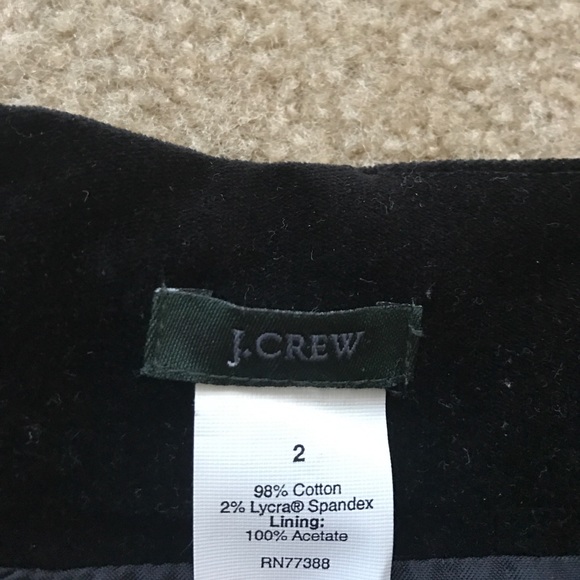 J.CREW
2
98% Cotton
2% Lycra® Spandex
Lining:
100% Acetate
RN77388